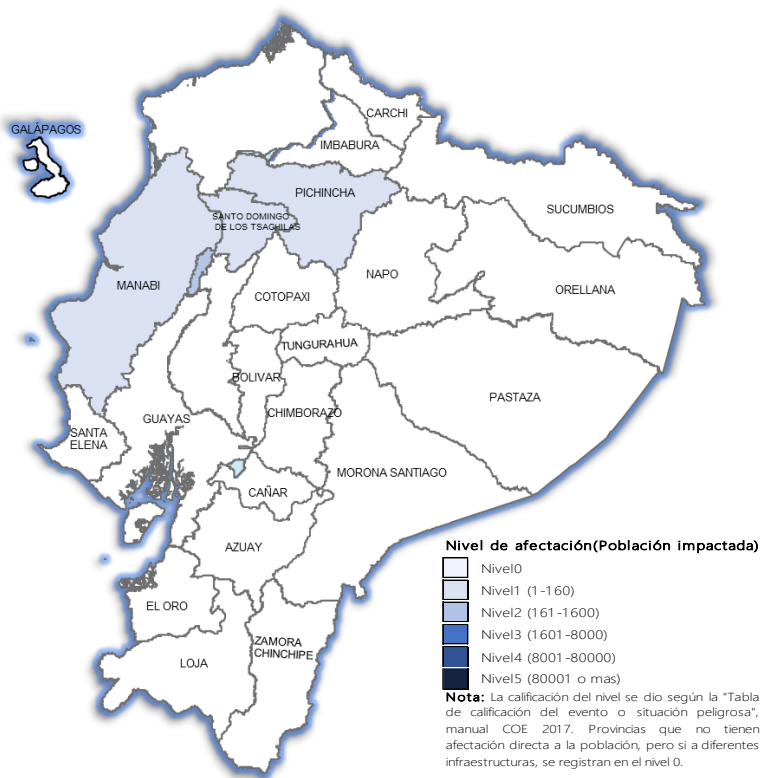 CARCHI
GALÁPAGOS
IMBABURA
PICHINCHA
SUCUMBIOS
SANTO DOMINGO
DE LOS TSACHILAS
NAPO
MANABI
ORELLANA
COTOPAXI
TUNGURAHUA
BOLIVAR
PASTAZA
CHIMBORAZO
GUAYAS
SANTA
ELENA
MORONA SANTIAGO
CAÑAR
AZUAY
EL ORO
ZAMORA
CHINCHIPE
LOJA
Nivel de afectación(Población impactada)
Nivel0
Nivel1 (1-160)
Nivel2 (161-1600)
Nivel3 (1601-8000)
Nivel4 (8001-80000)
Nivel5 (80001 o mas)
Nota: La calificación del nivel se dio según la "Tabla
de calificación del evento o situación peligrosa",
manual COE 2017. Provincias que no tienen
afectación directa a la población, pero si a diferentes
infraestructuras, se registran en el nivel 0.